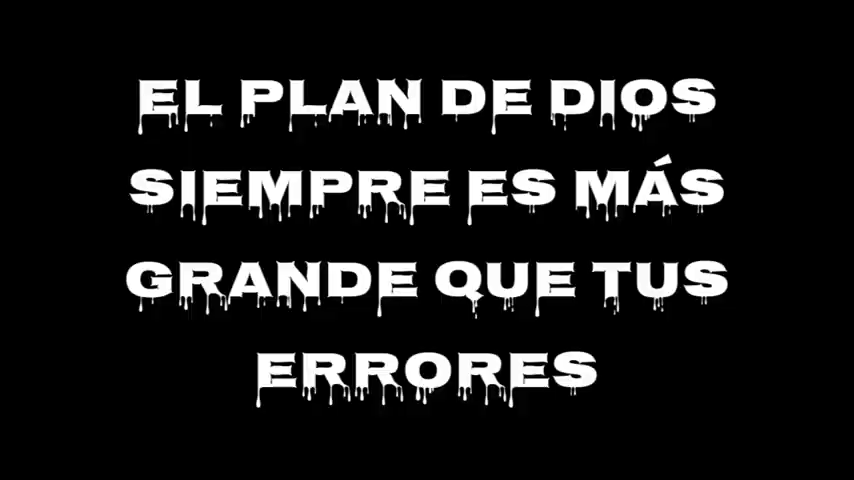 EL PLAN DE DIOS
SIEMPRE ES MÁS
GRANDE QUE TUS
ERRORES